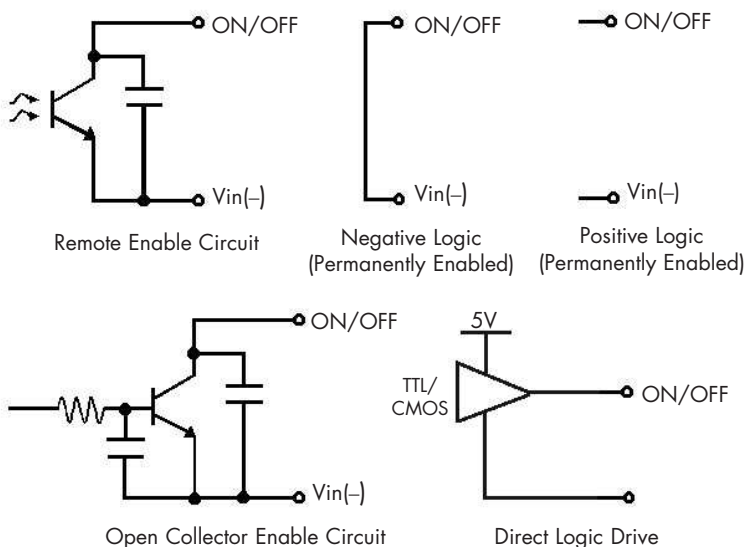 ON/OFF
Vin(–)
Remote Enable Circuit
ON/OFF
Vin(–)
Negative Logic
(Permanently Enabled)
ON/OFF
Vin(–)
Positive Logic
(Permanently Enabled)
ON/OFF
Vin(–)
Open Collector Enable Circuit
5V
TTL/
CMOS
ON/OFF
Direct Logic Drive